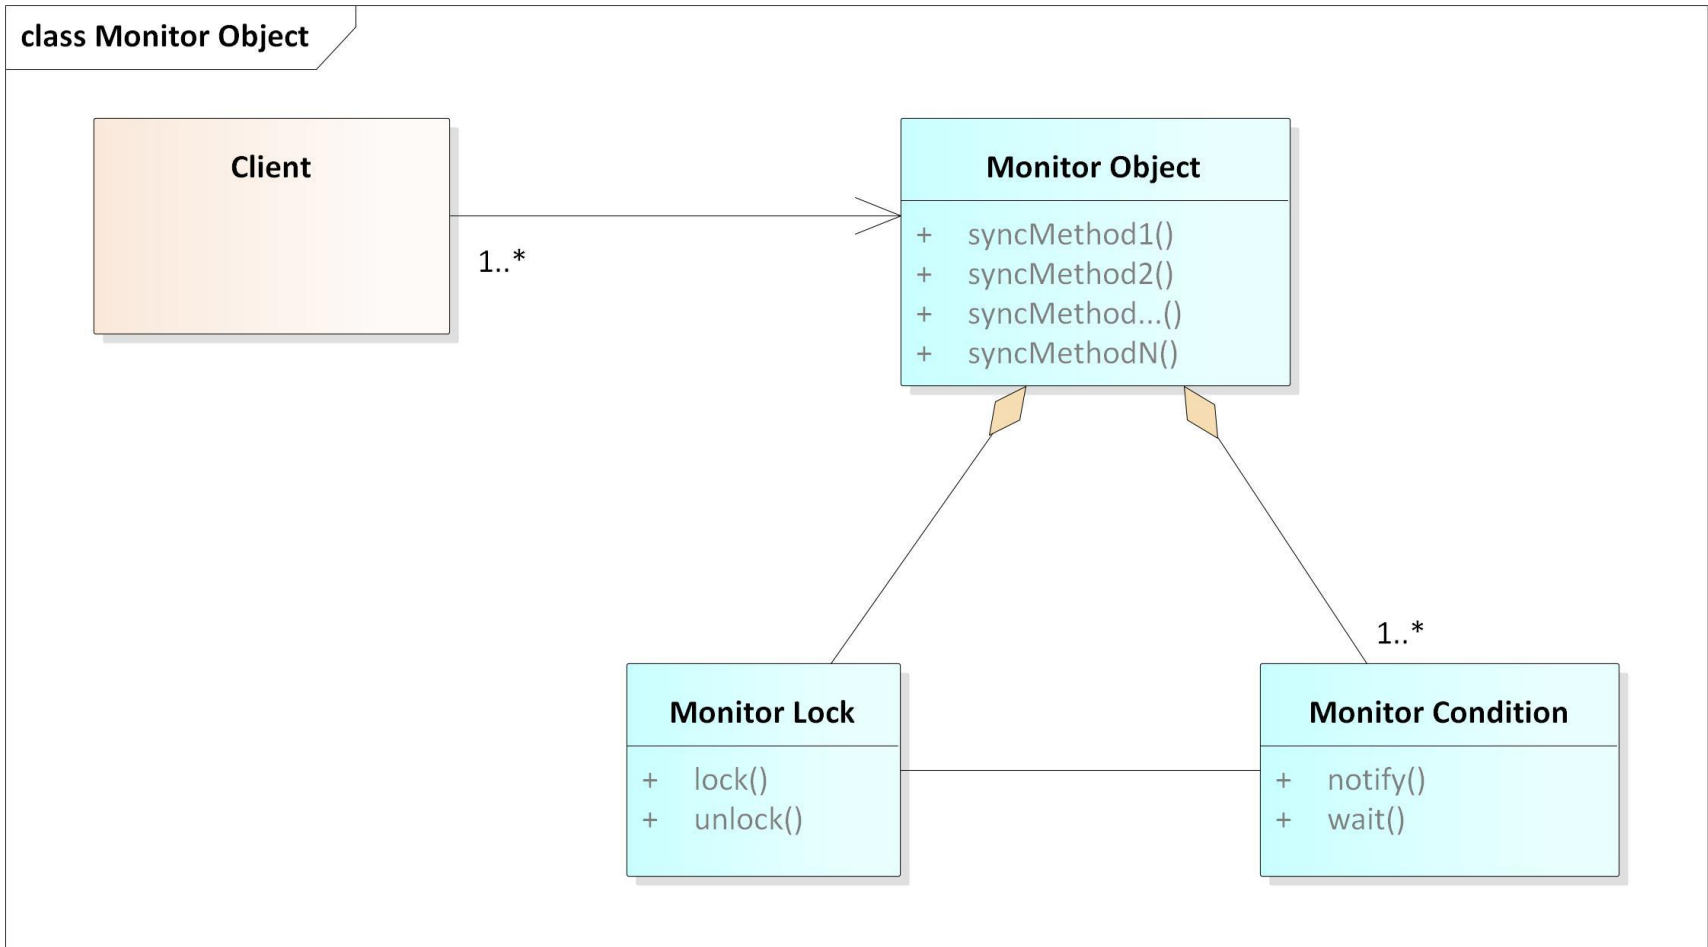 class Monitor Object
Client
1..*
Monitor Object
+ syncMethod1()
+ syncMethod2()
+ syncMethod...()
+ syncMethodN()
1..*
Monitor Lock
+ lock()
+ unlock()
Monitor Condition
+ notify()
+ wait()